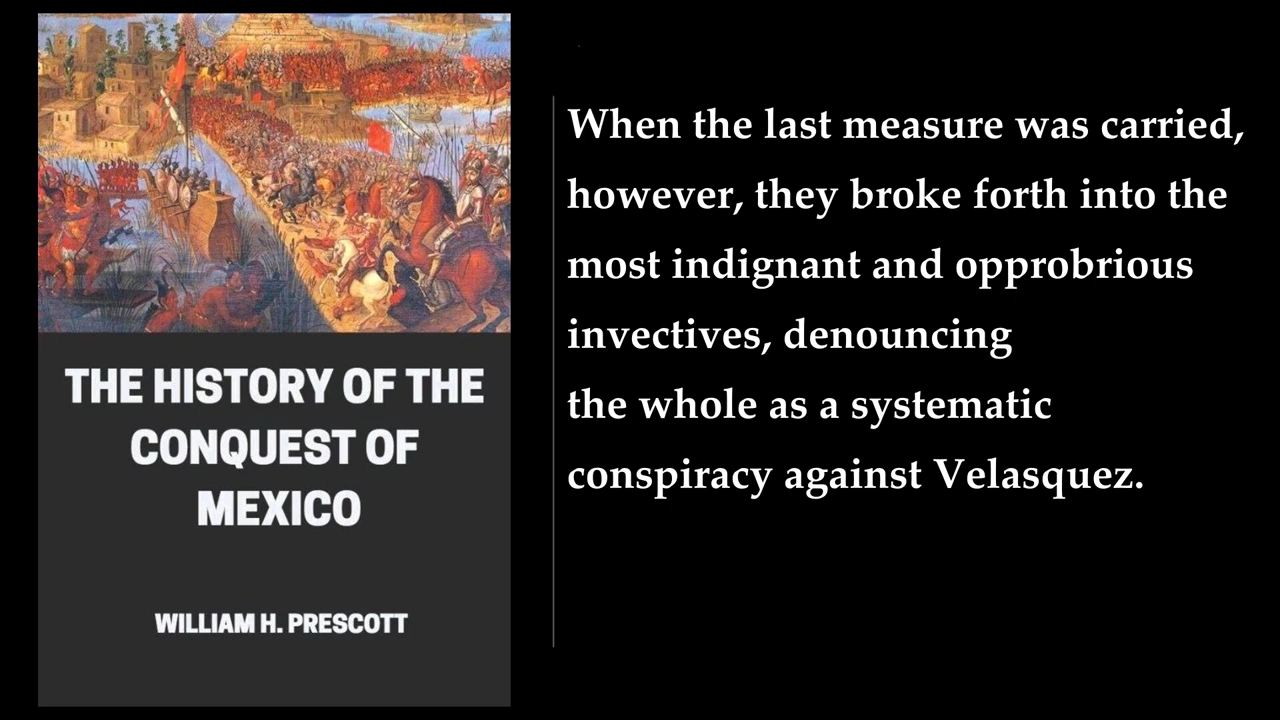 THE HISTORY OF THE
CONQUEST OF
MEXICO
WILLIAM H. PRESCOTT
When the last measure was carried,
however, they broke forth into the
most indignant and opprobrious
invectives, denouncing
the whole as a systematic
conspiracy against Velasquez.